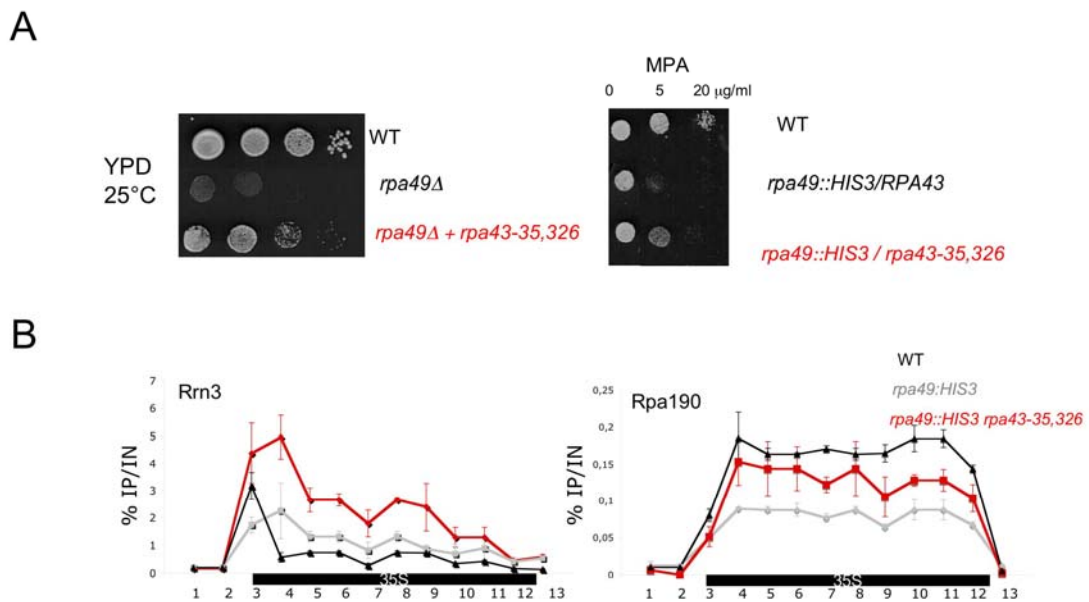 A
MPA
0 5 20 µg/ml
YPD
25°C
WT
rpa49Δ
rpa49Δ + rpa43-35,326
WT
rpa49::HIS3/RPA43
rpa49::HIS3 / rpa43-35,326
B
% IP/IN
7
6
5
4
3
2
1
0
Rrn3
35S
1 2 3 4 5 6 7 8 9 10 11 12 13
% IP/IN
0,25
0,2
0,15
0,1
0,05
0
Rpa190
WT
rpa49:HIS3
rpa49::HIS3 rpa43-35,326
35S
1 2 3 4 5 6 7 8 9 10 11 12 13